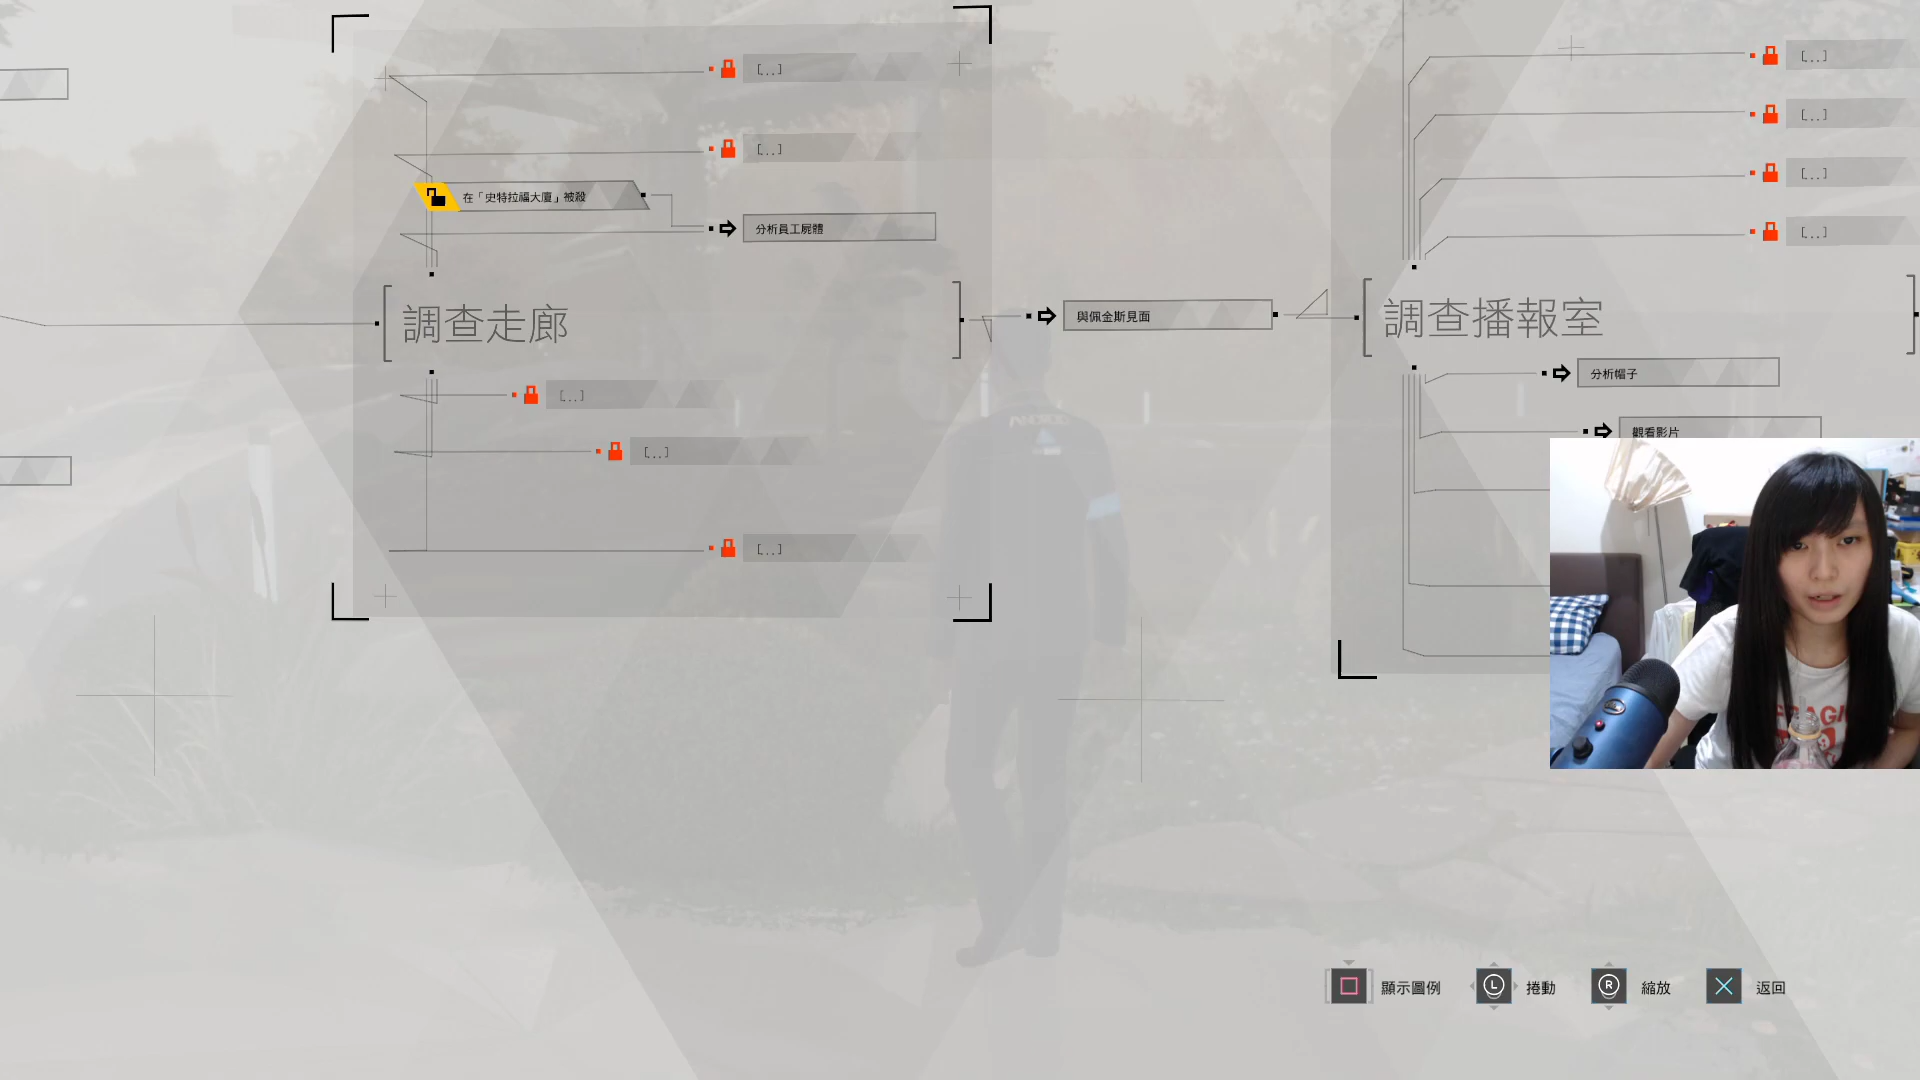 [...]
[...]
[...]
[...]
在「史特拉福大廈」被殺
[...]
分析員工屍體
[...]
調查走廊
與佩金斯見面
調查播報室
分析帽子
[...]
觀看影片
[...]
[...]
顯示圖例
L
捲動
R
縮放
返回